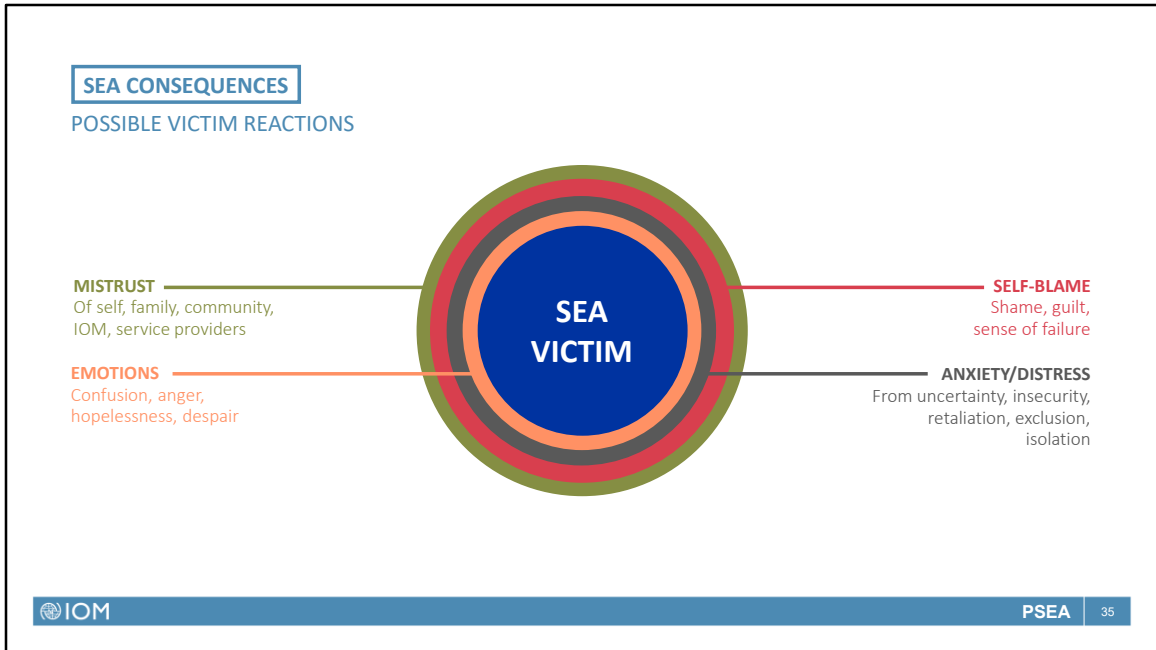 SEA CONSEQUENCES
POSSIBLE VICTIM REACTIONS
MISTRUST
Of self, family, community,
IOM, service providers
EMOTIONS
Confusion, anger,
hopelessness, despair
SEA
VICTIM
SELF-BLAME
Shame, guilt,
sense of failure
ANXIETY/DISTRESS
From uncertainty, insecurity,
retaliation, exclusion,
isolation
IOM
PSEA
35